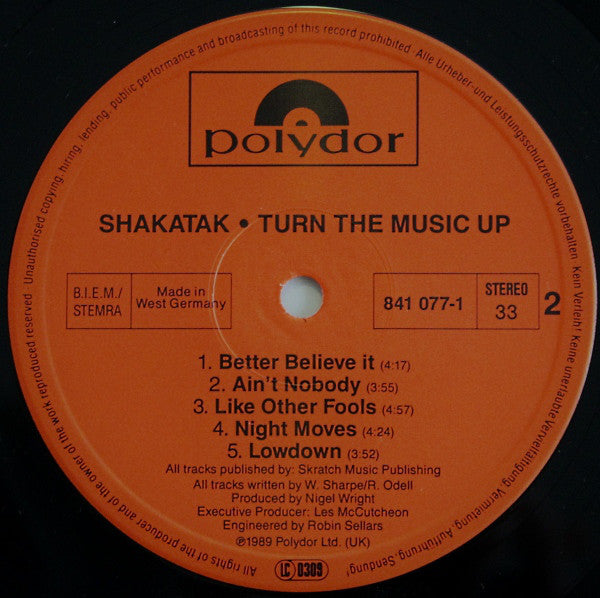 Unauthorised copying, hiring, lending, public performance and broadcasting of this record prohibited · Alle Urheber- und Leistungsschutzrechte vorbehalten · Kein Verleih! Keine unerlaubte Vervielfältigung, Vermietung, Aufführung, Sendung!
All rights of the producer and of the owner of the work reproduced reserved
polydor
SHAKATAK • TURN THE MUSIC UP
B.I.E.M./
STEMRA
Made in
West Germany
841 077-1
STEREO
33
2
1. Better Believe it (4:17)
2. Ain't Nobody (3:55)
3. Like Other Fools (4:57)
4. Night Moves (4:24)
5. Lowdown (3:52)
All tracks published by: Skratch Music Publishing
All tracks written by W. Sharpe/R. Odell
Produced by Nigel Wright
Executive Producer: Les McCutcheon
Engineered by Robin Sellars
℗1989 Polydor Ltd. (UK)
LC 0309